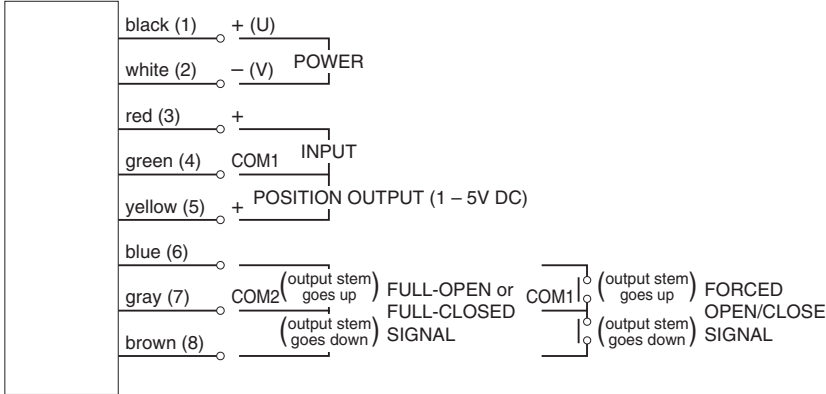 black (1) + (U)
POWER
white (2) – (V)
red (3) +
INPUT
green (4) COM1
POSITION OUTPUT (1 – 5V DC)
yellow (5) +
blue (6)
(output stem goes up)
gray (7) COM2
FULL-OPEN or
FULL-CLOSED
SIGNAL
(output stem goes down)
brown (8)
COM1
(output stem goes up)
FORCED
OPEN/CLOSE
SIGNAL
(output stem goes down)